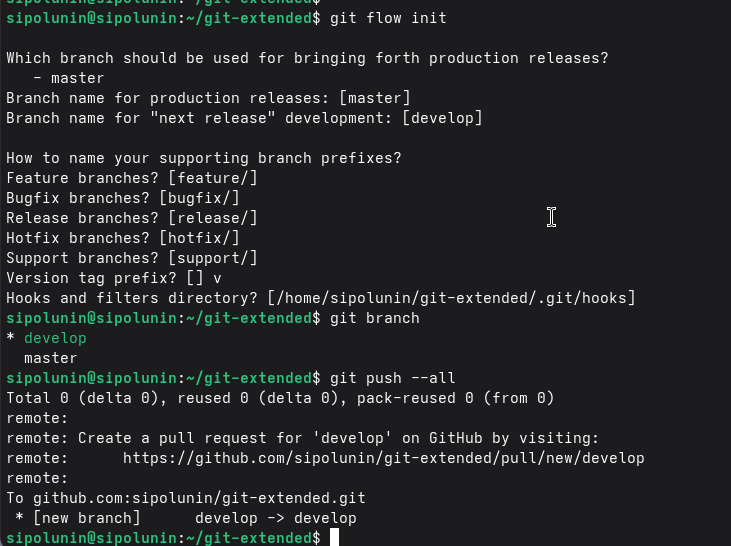 sipolunin@sipolunin:~/git-extended$ git flow init
Which branch should be used for bringing forth production releases?
   - master
Branch name for production releases: [master]
Branch name for "next release" development: [develop]
How to name your supporting branch prefixes?
Feature branches? [feature/]
Bugfix branches? [bugfix/]
Release branches? [release/]
Hotfix branches? [hotfix/]
Support branches? [support/]
Version tag prefix? [] v
Hooks and filters directory? [/home/sipolunin/git-extended/.git/hooks]
sipolunin@sipolunin:~/git-extended$ git branch
* develop
  master
sipolunin@sipolunin:~/git-extended$ git push --all
Total 0 (delta 0), reused 0 (delta 0), pack-reused 0 (from 0)
remote:
remote: Create a pull request for 'develop' on GitHub by visiting:
remote:      https://github.com/sipolunin/git-extended/pull/new/develop
remote:
To github.com:sipolunin/git-extended.git
 * [new branch]      develop -> develop
sipolunin@sipolunin:~/git-extended$